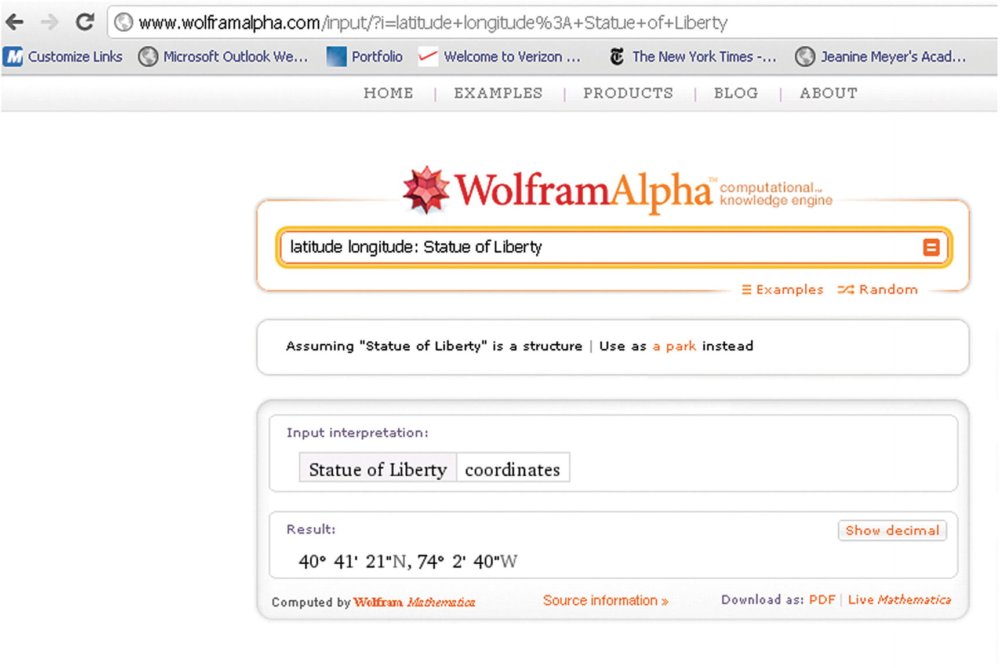 www.wolframalpha.com/input/?i=latitude+longitude%3A+Statue+of+Liberty
Customize Links Microsoft Outlook We... Portfolio Welcome to Verizon ... The New York Times -... Jeanine Meyer's Acad...
HOME | EXAMPLES | PRODUCTS | BLOG | ABOUT
WolframAlpha™ computational™
knowledge engine
latitude longitude: Statue of Liberty
Examples Random
Assuming "Statue of Liberty" is a structure | Use as a park instead
Input interpretation:
Statue of Liberty coordinates
Result: Show decimal
40° 41' 21"N, 74° 2' 40"W
Computed by Wolfram Mathematica Source information » Download as: PDF | Live Mathematica